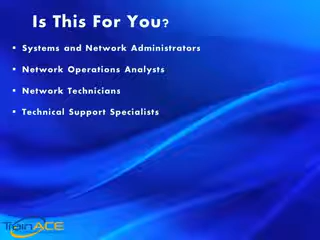 Is This For You?
▪ Systems and Network Administrators
▪ Network Operations Analysts
▪ Network Technicians
▪ Technical Support Specialists
TrainACE